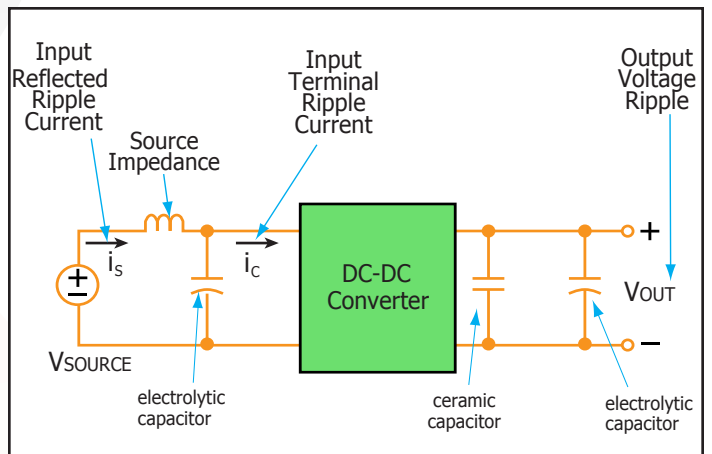 Input
Reflected
Ripple
Current
Source
Impedance
Input
Terminal
Ripple
Current
Output
Voltage
Ripple
iS
iC
+
−
VSOURCE
DC-DC
Converter
+
VOUT
−
electrolytic
capacitor
ceramic
capacitor
electrolytic
capacitor